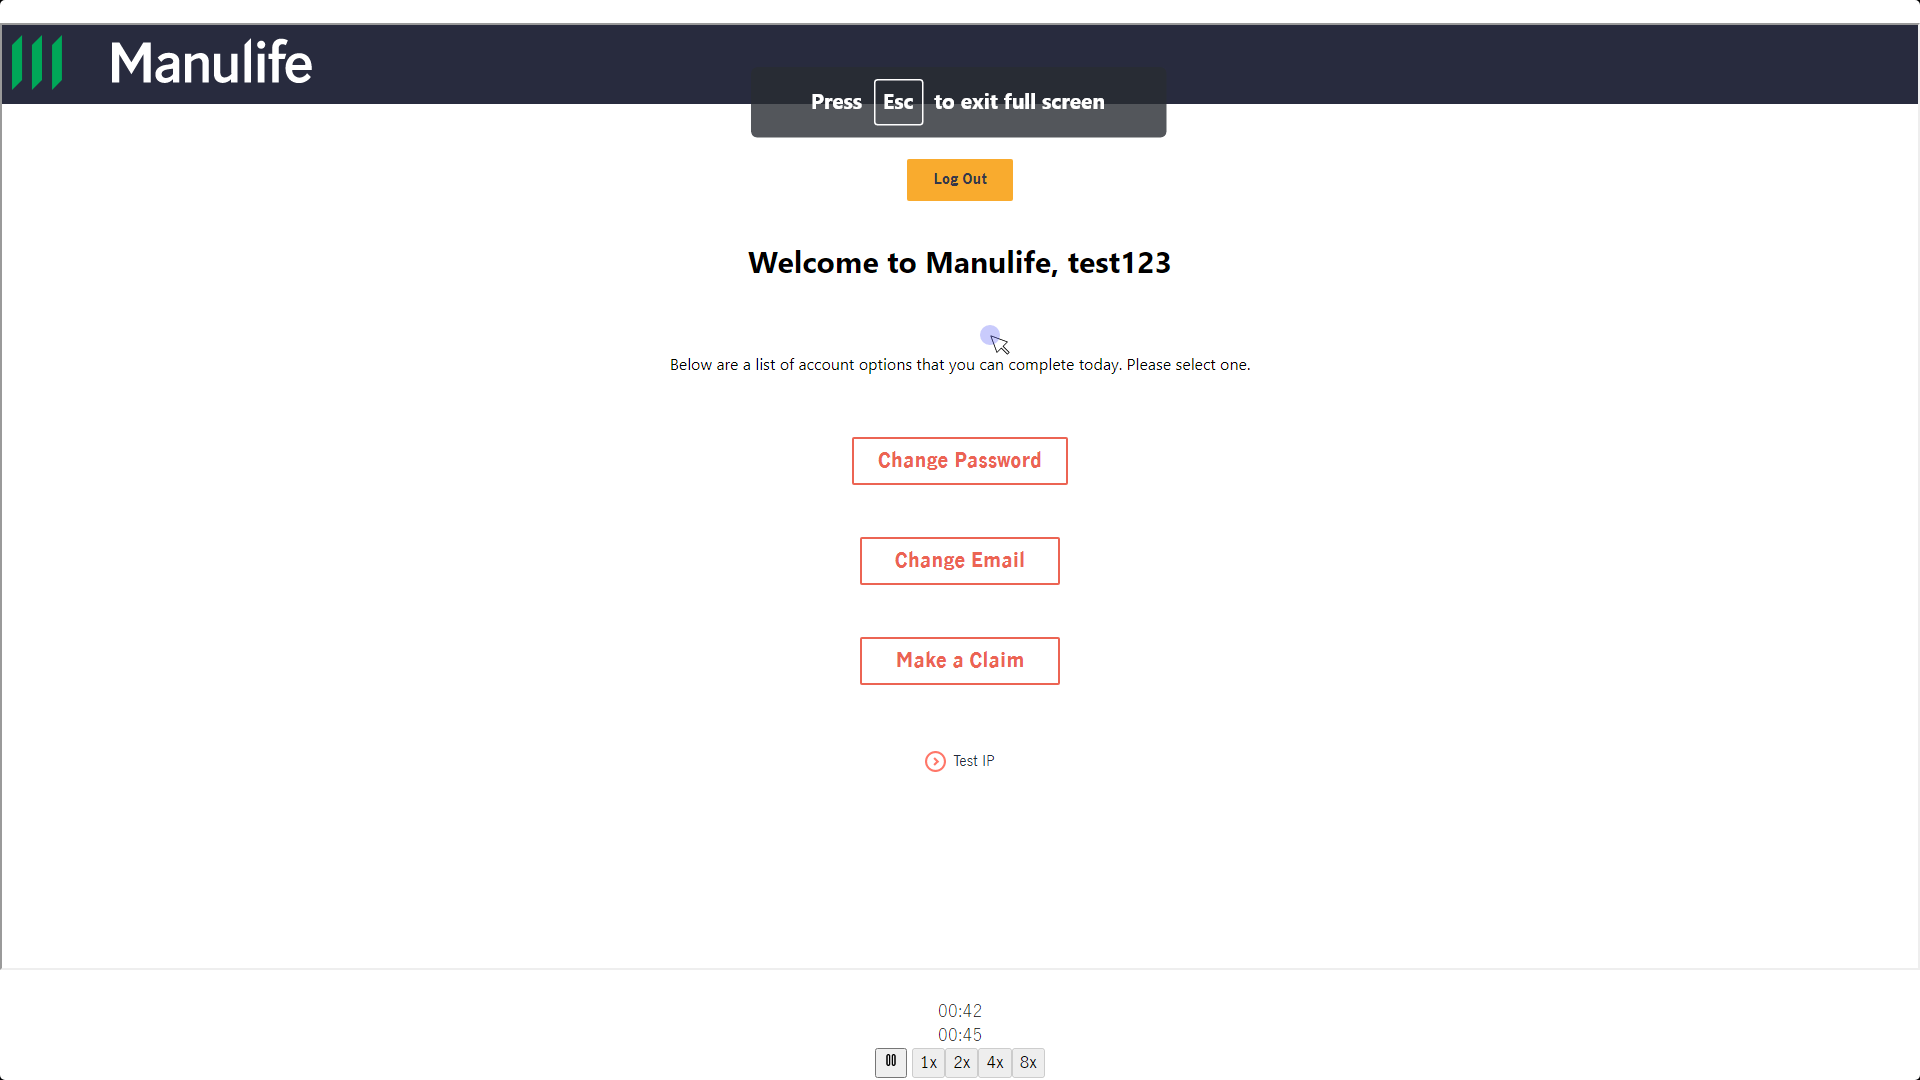 Manulife
Press Esc to exit full screen
Log Out
Welcome to Manulife, test123
Below are a list of account options that you can complete today. Please select one.
Change Password
Change Email
Make a Claim
Test IP
00:42
00:45
1x 2x 4x 8x